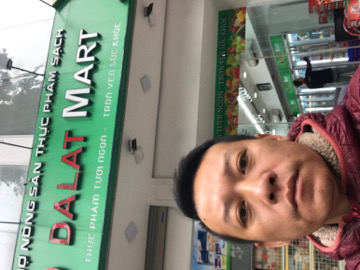 NÔNG SẢN THỰC PHẨM SẠCH
DALAT MART
THỰC PHẨM TƯƠI NGON - TRỌN VẸN SỨC KHỎE